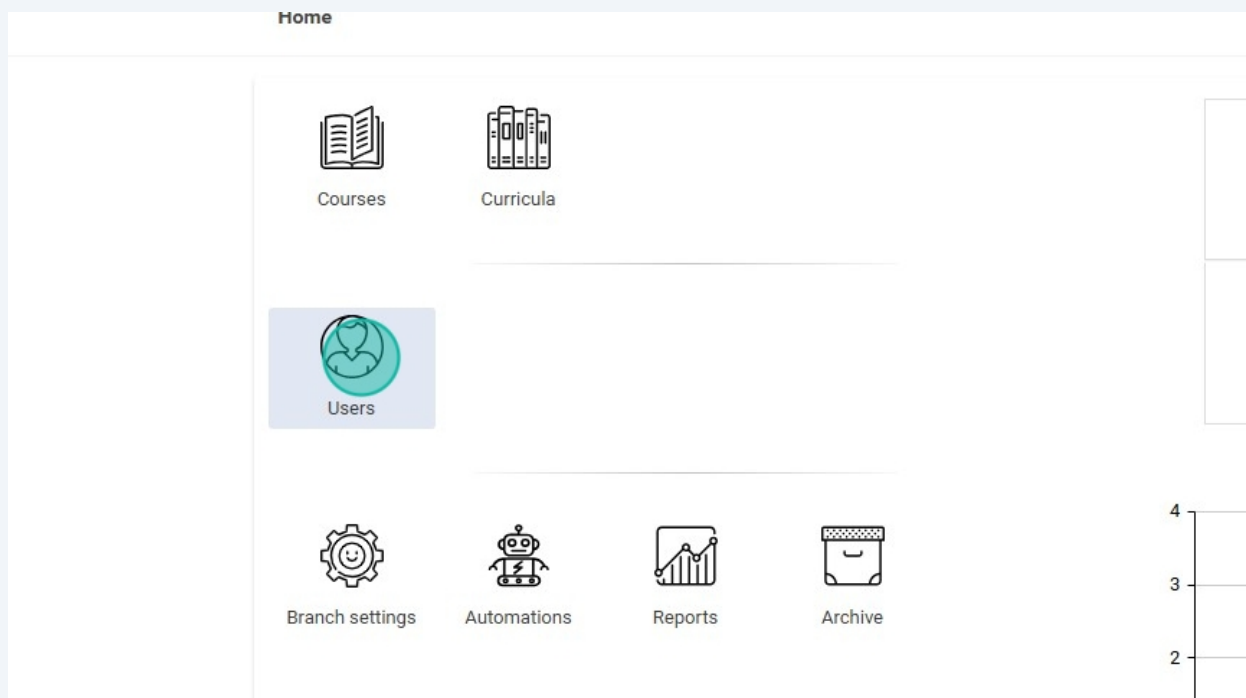 Home
Courses
Curricula
Users
Branch settings
Automations
Reports
Archive
4
3
2